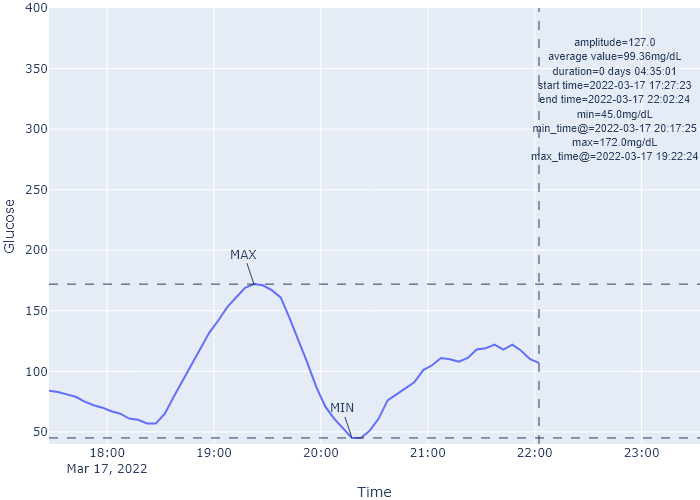 400
350
300
250
200
150
100
50
Glucose
amplitude=127.0
average value=99.36mg/dL
duration=0 days 04:35:01
start time=2022-03-17 17:27:23
end time=2022-03-17 22:02:24
min=45.0mg/dL
min_time@=2022-03-17 20:17:25
max=172.0mg/dL
max_time@=2022-03-17 19:22:24
MAX
MIN
18:00 19:00 20:00 21:00 22:00 23:00
Mar 17, 2022
Time